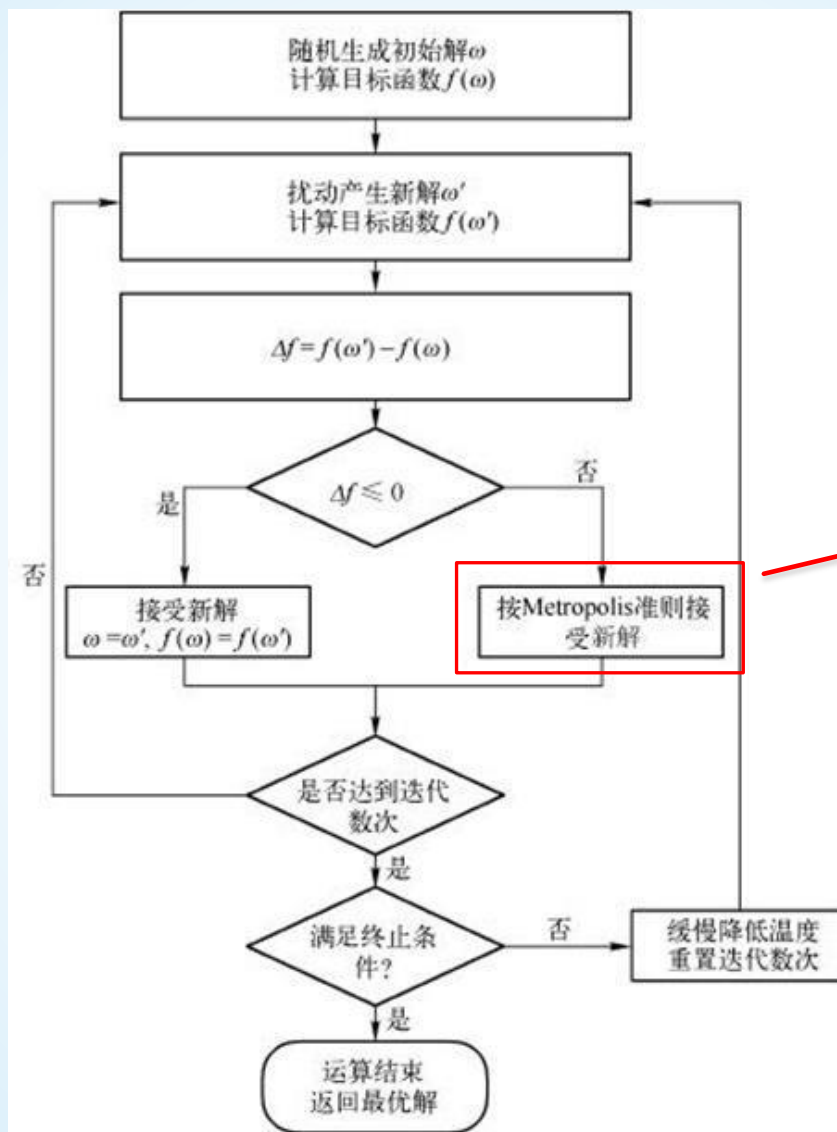 随机生成初始解ω
计算目标函数f(ω)
扰动产生新解ω′
计算目标函数f(ω′)
Δf=f(ω′)−f(ω)
Δf≤0
是
否
接受新解
ω=ω′, f(ω)=f(ω′)
按Metropolis准则接
受新解
否
是否达到迭代
数次
是
满足终止条
件?
否
缓慢降低温度
重置迭代数次
是
运算结束
返回最优解